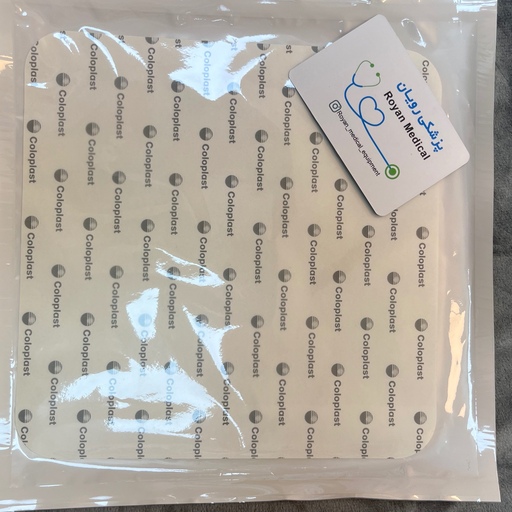 پزشکی رویان
Royan Medical
Royan_medical_equipment
Coloplast